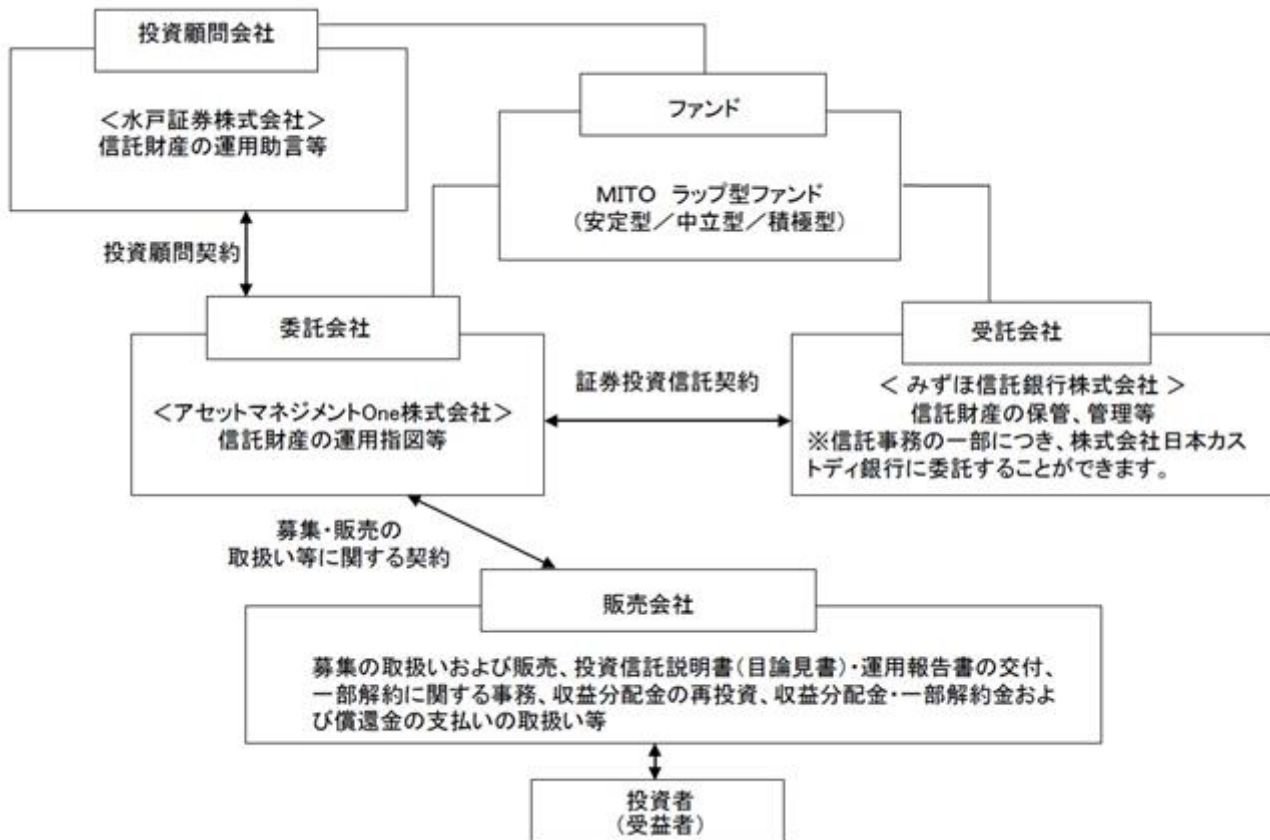 投資顧問会社
<水戸証券株式会社>
信託財産の運用助言等
ファンド
MITO ラップ型ファンド
(安定型/中立型/積極型)
投資顧問契約
委託会社
<アセットマネジメントOne株式会社>
信託財産の運用指図等
証券投資信託契約
受託会社
< みずほ信託銀行株式会社 >
信託財産の保管、管理等
※信託事務の一部につき、株式会社日本カス
トディ銀行に委託することができます。
募集・販売の
取扱い等に関する契約
販売会社
募集の取扱いおよび販売、投資信託説明書(目論見書)・運用報告書の交付、
一部解約に関する事務、収益分配金の再投資、収益分配金・一部解約金およ
び償還金の支払いの取扱い等
投資者
(受益者)